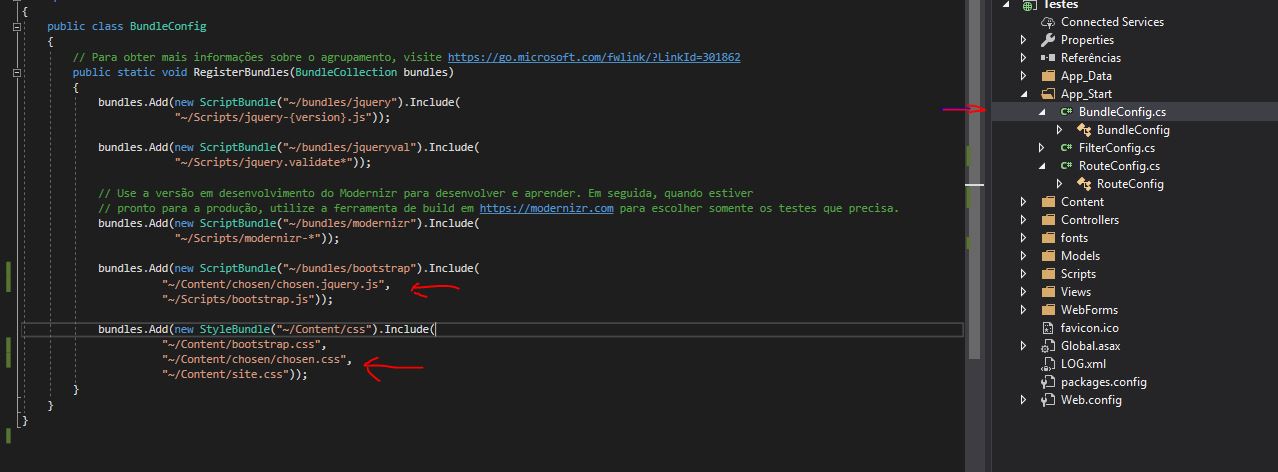 {
public class BundleConfig
{
// Para obter mais informações sobre o agrupamento, visite https://go.microsoft.com/fwlink/?LinkId=301862
public static void RegisterBundles(BundleCollection bundles)
{
bundles.Add(new ScriptBundle("~/bundles/jquery").Include(
"~/Scripts/jquery-{version}.js"));
bundles.Add(new ScriptBundle("~/bundles/jqueryval").Include(
"~/Scripts/jquery.validate*"));
// Use a versão em desenvolvimento do Modernizr para desenvolver e aprender. Em seguida, quando estiver
// pronto para a produção, utilize a ferramenta de build em https://modernizr.com para escolher somente os testes que precisa.
bundles.Add(new ScriptBundle("~/bundles/modernizr").Include(
"~/Scripts/modernizr-*"));
bundles.Add(new ScriptBundle("~/bundles/bootstrap").Include(
"~/Content/chosen/chosen.jquery.js",
"~/Scripts/bootstrap.js"));
bundles.Add(new StyleBundle("~/Content/css").Include(
"~/Content/bootstrap.css",
"~/Content/chosen/chosen.css",
"~/Content/site.css"));
}
}
}
Testes
Connected Services
Properties
Referências
App_Data
App_Start
C# BundleConfig.cs
BundleConfig
C# FilterConfig.cs
C# RouteConfig.cs
RouteConfig
Content
Controllers
fonts
Models
Scripts
Views
WebForms
favicon.ico
Global.asax
LOG.xml
packages.config
Web.config